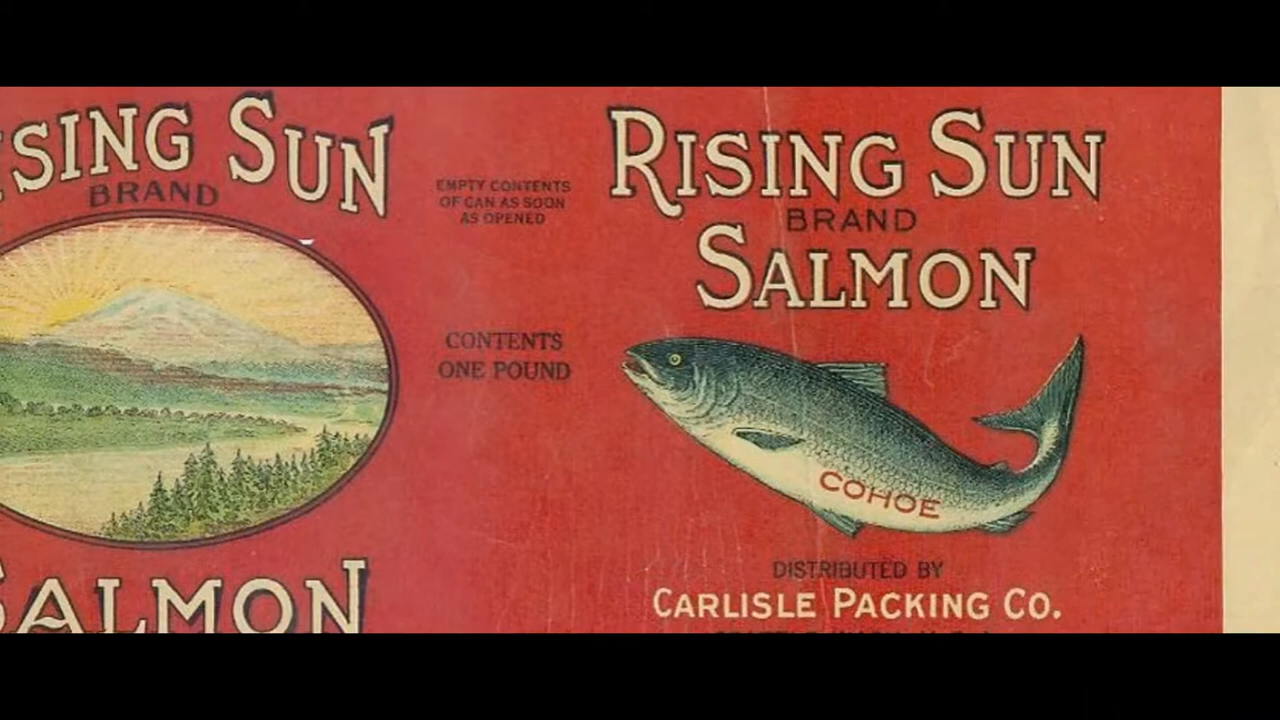 ISING SUN
BRAND
SALMON
EMPTY CONTENTS
OF CAN AS SOON
AS OPENED
CONTENTS
ONE POUND
RISING SUN
BRAND
SALMON
COHOE
DISTRIBUTED BY
CARLISLE PACKING CO.